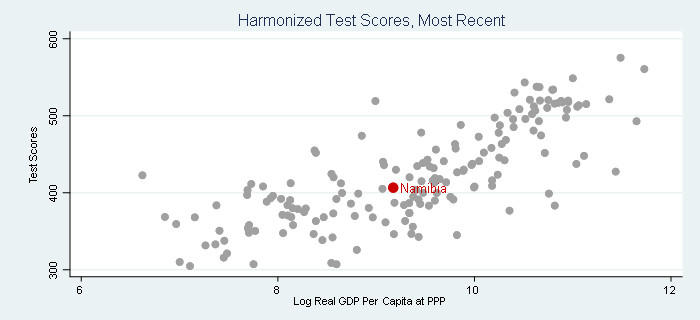 Harmonized Test Scores, Most Recent
600
500
400
300
Test Scores
Namibia
6
8
10
12
Log Real GDP Per Capita at PPP